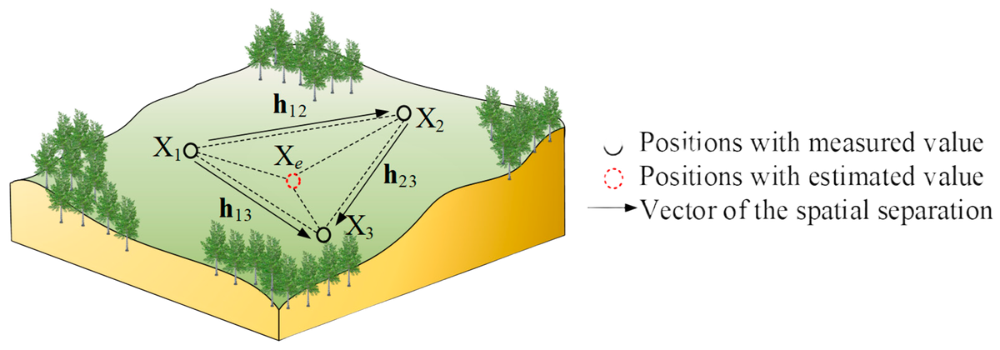 h12
X2
X1
Xe
h23
h13
X3
Positions with measured value
Positions with estimated value
Vector of the spatial separation